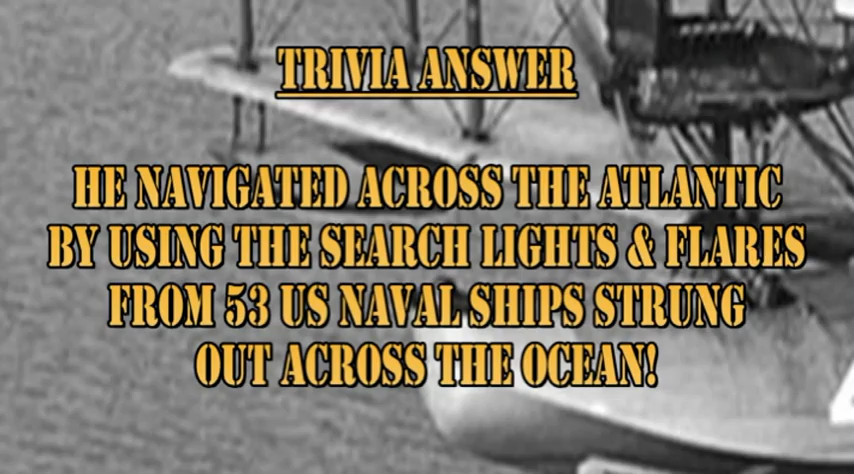 TRIVIA ANSWER
HE NAVIGATED ACROSS THE ATLANTIC
BY USING THE SEARCH LIGHTS & FLARES
FROM 53 US NAVAL SHIPS STRUNG
OUT ACROSS THE OCEAN!